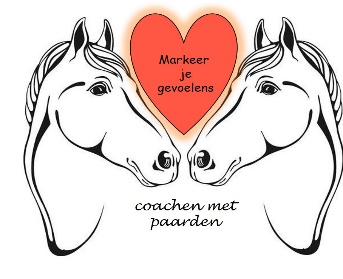 Markeer
je
gevoelens
coachen met
paarden